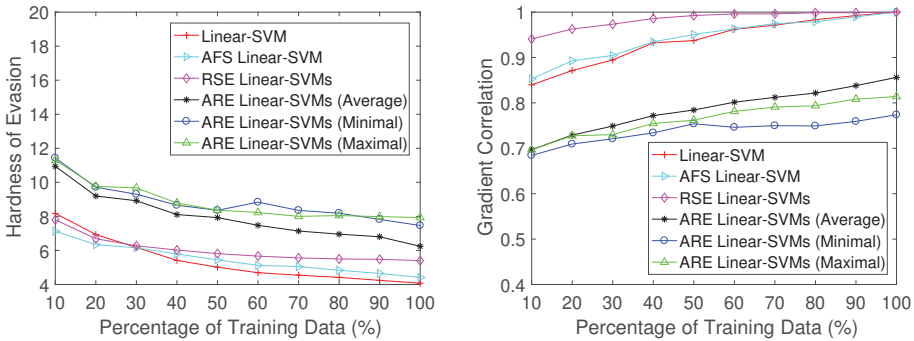 20
18
16
14
12
10
8
6
4
Hardness of Evasion
Linear-SVM
AFS Linear-SVM
RSE Linear-SVMs
ARE Linear-SVMs (Average)
ARE Linear-SVMs (Minimal)
ARE Linear-SVMs (Maximal)
10 20 30 40 50 60 70 80 90 100
Percentage of Training Data (%)
1
0.9
0.8
0.7
0.6
0.5
0.4
Gradient Correlation
Linear-SVM
AFS Linear-SVM
RSE Linear-SVMs
ARE Linear-SVMs (Average)
ARE Linear-SVMs (Minimal)
ARE Linear-SVMs (Maximal)
10 20 30 40 50 60 70 80 90 100
Percentage of Training Data (%)